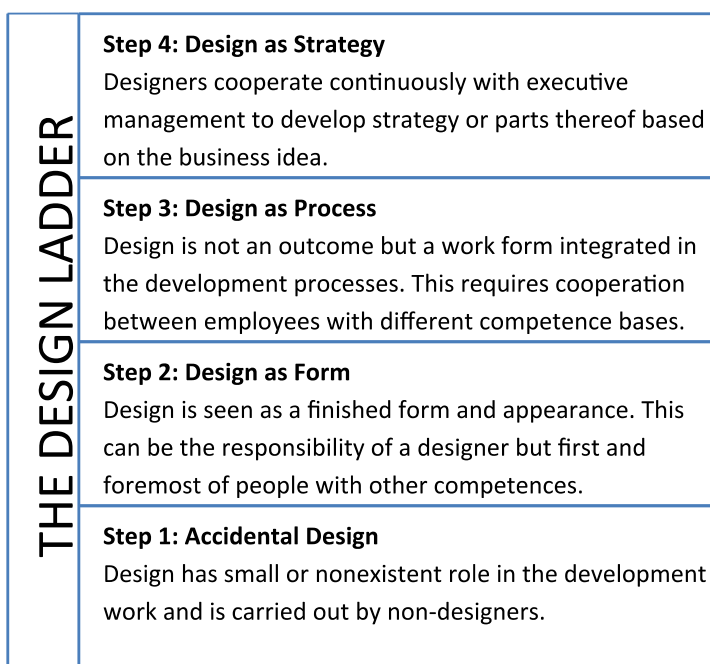 THE DESIGN LADDER
Step 4: Design as Strategy
Designers cooperate continuously with executive
management to develop strategy or parts thereof based
on the business idea.
Step 3: Design as Process
Design is not an outcome but a work form integrated in
the development processes. This requires cooperation
between employees with different competence bases.
Step 2: Design as Form
Design is seen as a finished form and appearance. This
can be the responsibility of a designer but first and
foremost of people with other competences.
Step 1: Accidental Design
Design has small or nonexistent role in the development
work and is carried out by non-designers.